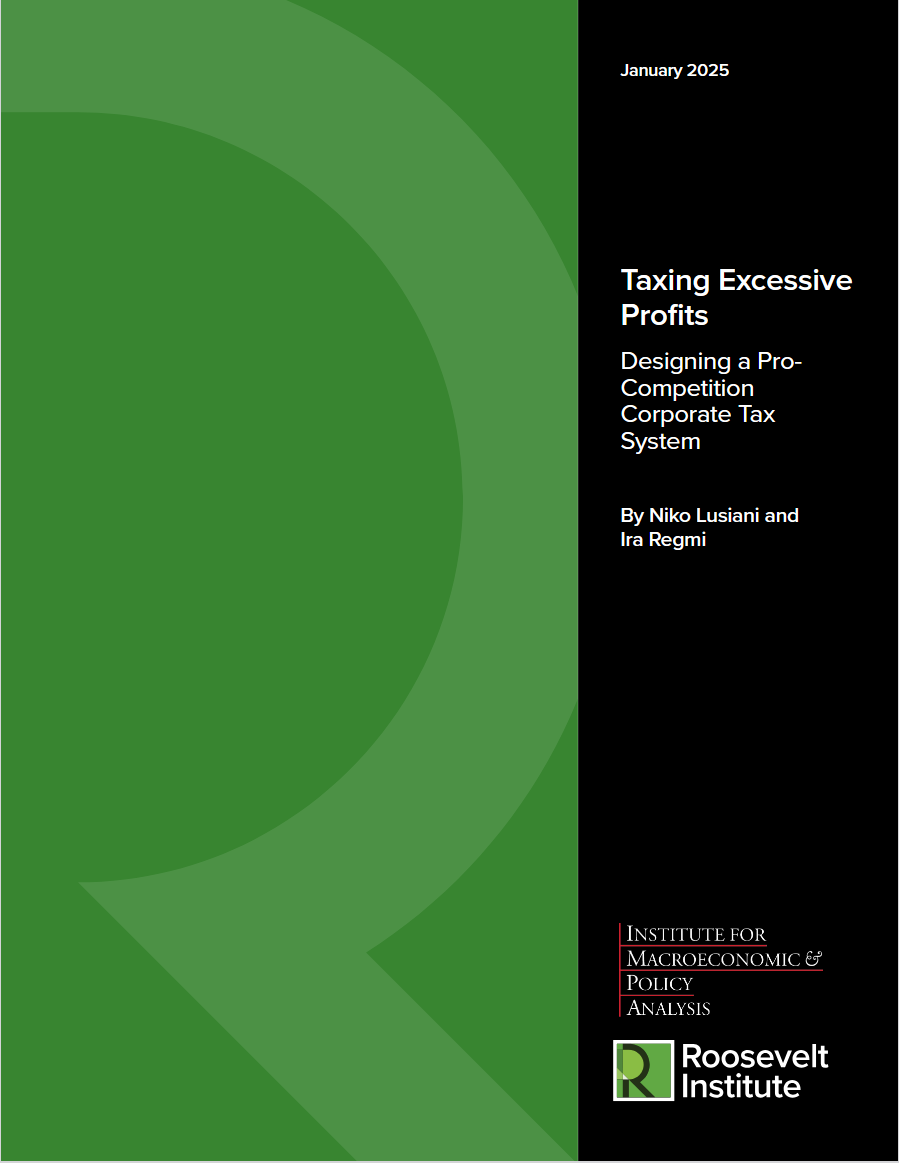 January 2025
Taxing Excessive
Profits
Designing a Pro-
Competition
Corporate Tax
System
By Niko Lusiani and
Ira Regmi
INSTITUTE FOR
MACROECONOMIC &
POLICY
ANALYSIS
Roosevelt
Institute